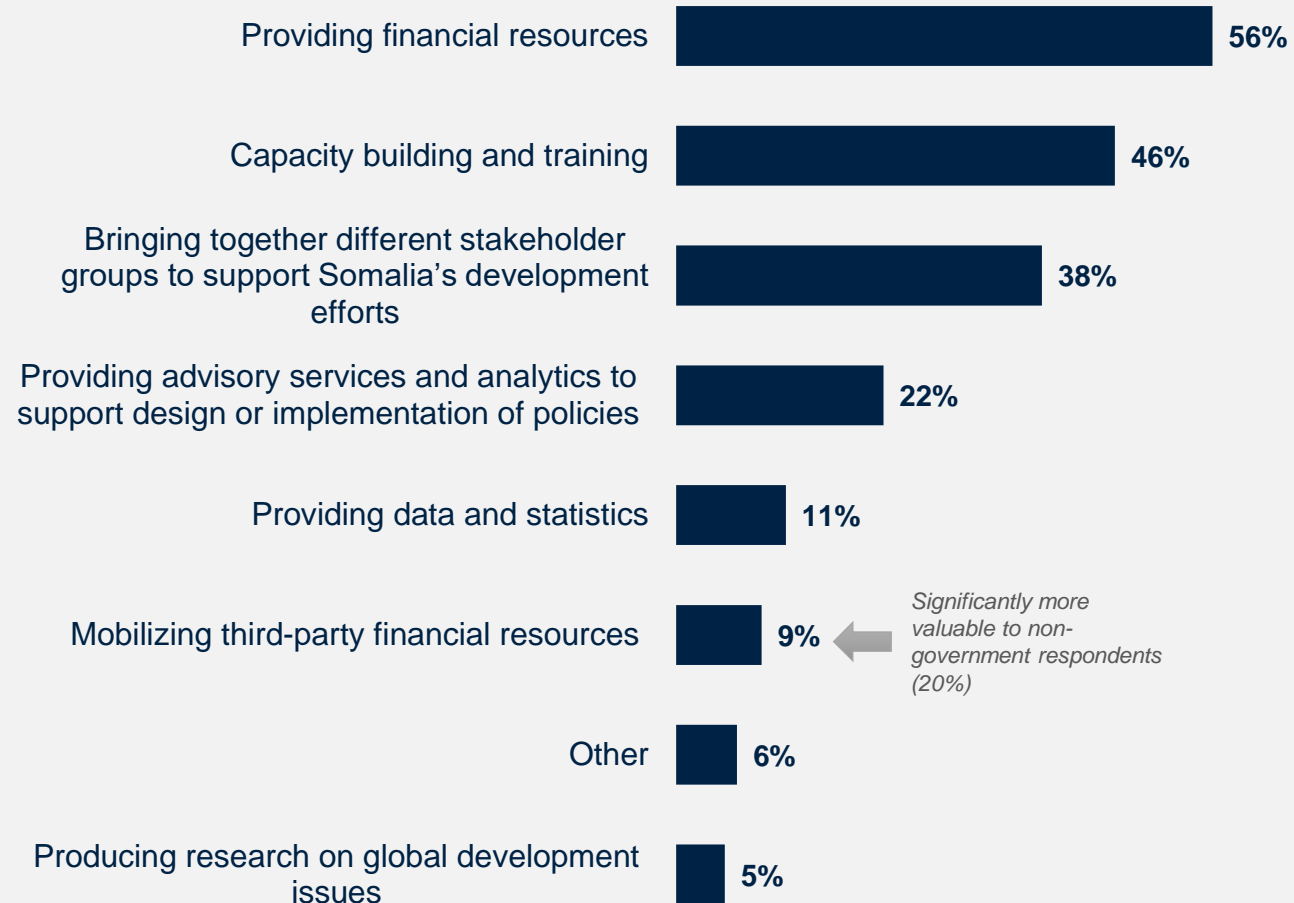 Providing financial resources 56%
Capacity building and training 46%
Bringing together different stakeholder
groups to support Somalia’s development 38%
efforts
Providing advisory services and analytics to
support design or implementation of policies 22%
Providing data and statistics 11%
Mobilizing third-party financial resources 9%
Significantly more
valuable to non-
government respondents
(20%)
Other 6%
Producing research on global development
issues 5%